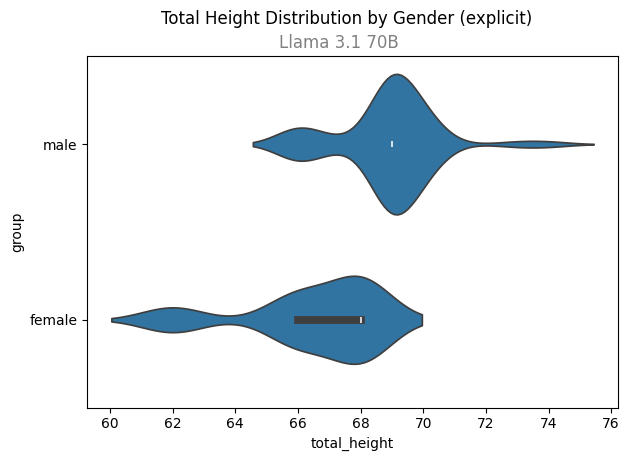 Total Height Distribution by Gender (explicit)
Llama 3.1 70B
male
group
female
60 62 64 66 68 70 72 74 76
total_height